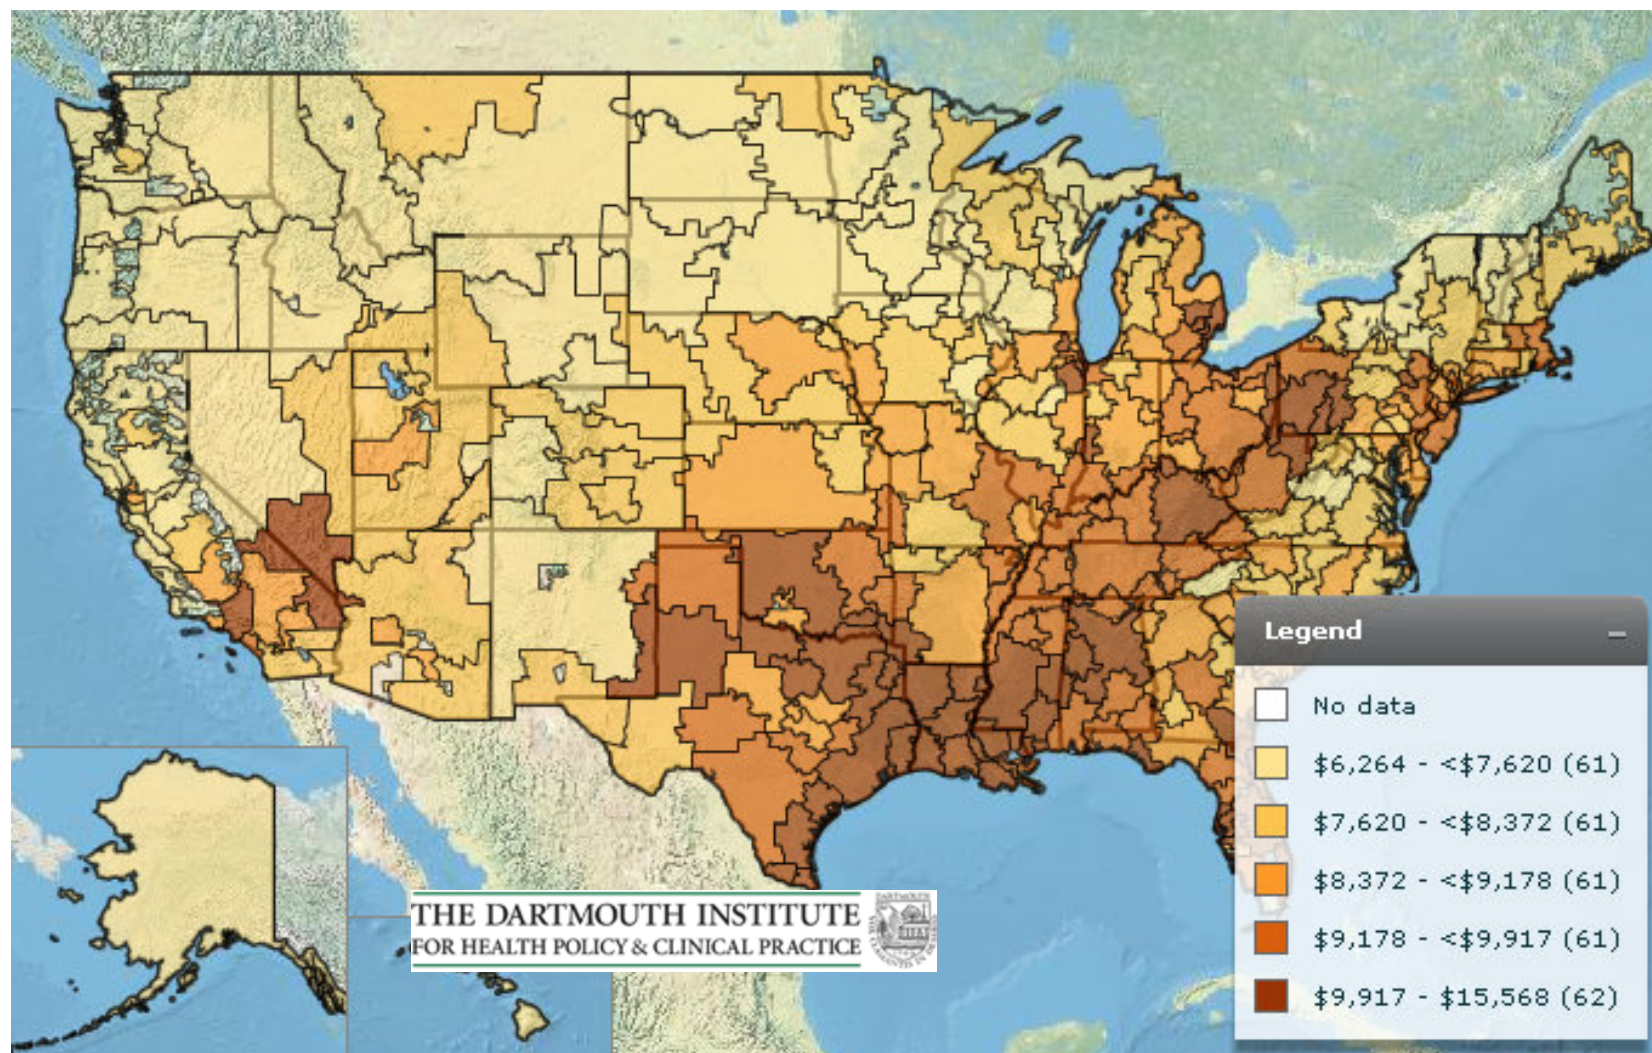 Legend
No data
$6,264 - <$7,620 (61)
$7,620 - <$8,372 (61)
$8,372 - <$9,178 (61)
$9,178 - <$9,917 (61)
$9,917 - $15,568 (62)
THE DARTMOUTH INSTITUTE
FOR HEALTH POLICY & CLINICAL PRACTICE